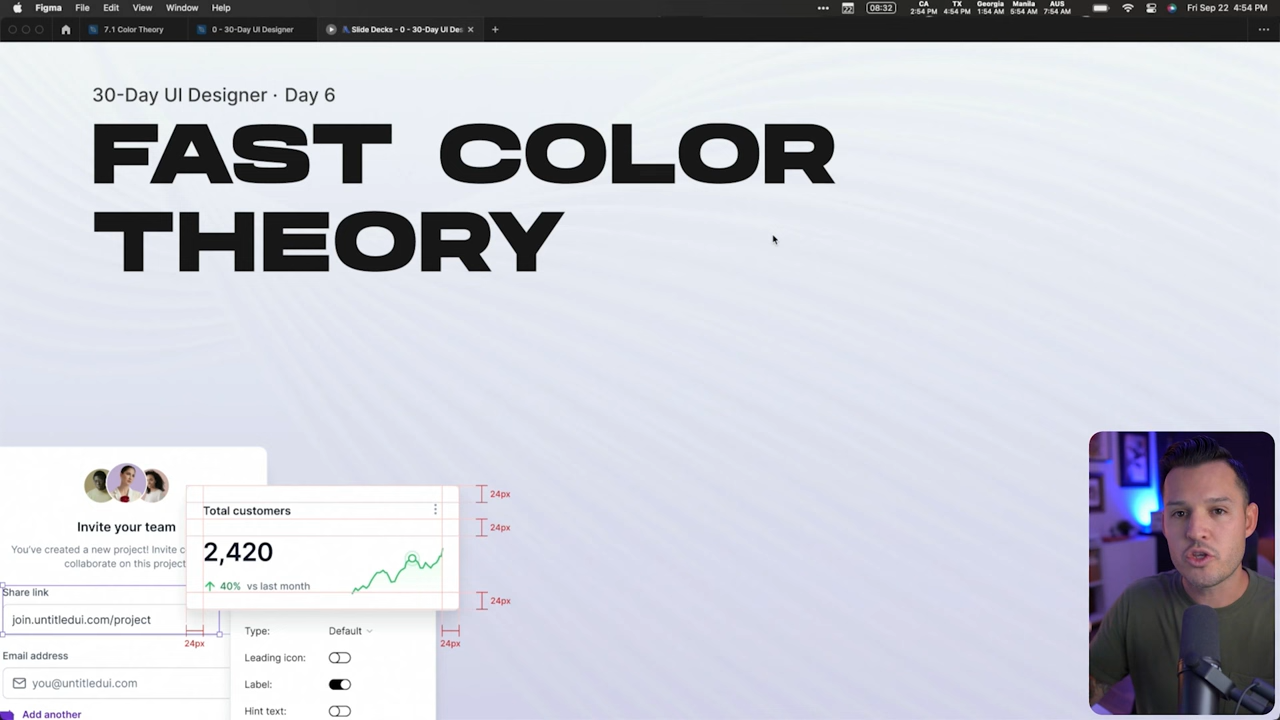 Figma File Edit View Window Help
CA TX Georgia Manila AUS
22 08:32 2:54 PM 4:54 PM 1:54 AM 5:54 AM 7:54 AM Fri Sep 22 4:54 PM
7.1 Color Theory 0 - 30-Day UI Designer Slide Decks - 0 - 30-Day UI Des
30-Day UI Designer · Day 6
FAST COLOR
THEORY
Invite your team
You've created a new project! Invite c
collaborate on this project
Share link
join.untitledui.com/project
Email address
you@untitledui.com
Add another
Total customers
2,420
40% vs last month
24px
24px
24px
24px
24px
Type: Default
Leading icon:
Label:
Hint text: